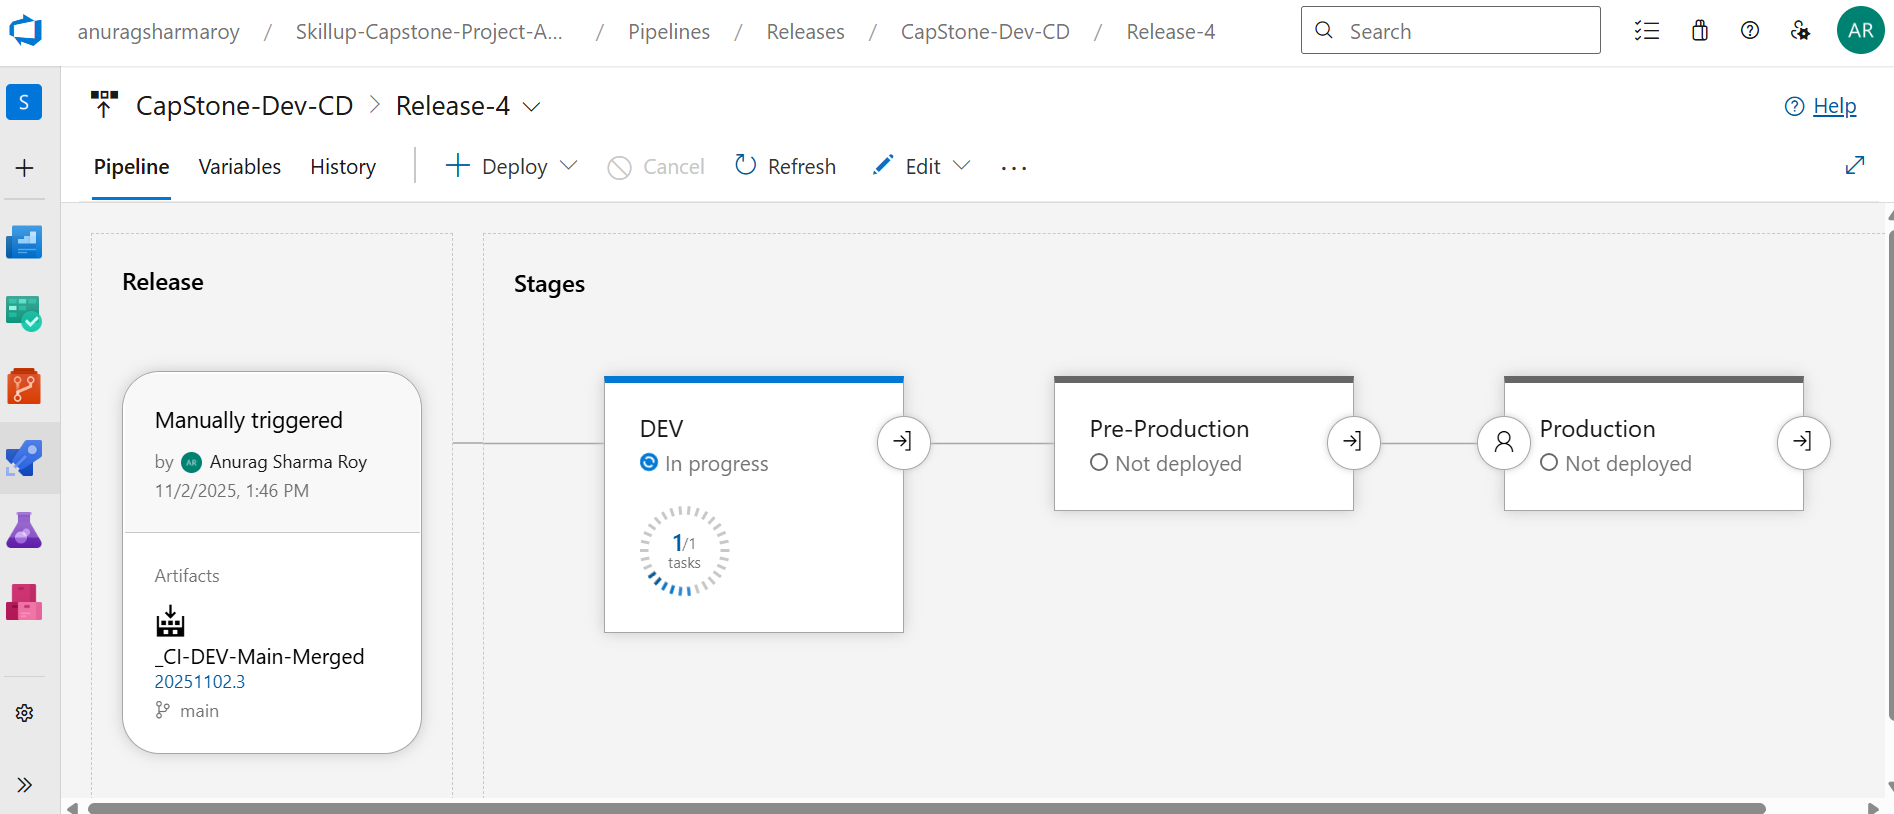 anuragsharmaroy / Skillup-Capstone-Project-A... / Pipelines / Releases / CapStone-Dev-CD / Release-4
Search
AR
S
CapStone-Dev-CD > Release-4
Help
Pipeline Variables History Deploy Cancel Refresh Edit ...
Release
Stages
Manually triggered
by AR Anurag Sharma Roy
11/2/2025, 1:46 PM
Artifacts
_CI-DEV-Main-Merged
20251102.3
main
DEV
In progress
1/1
tasks
Pre-Production
Not deployed
Production
Not deployed